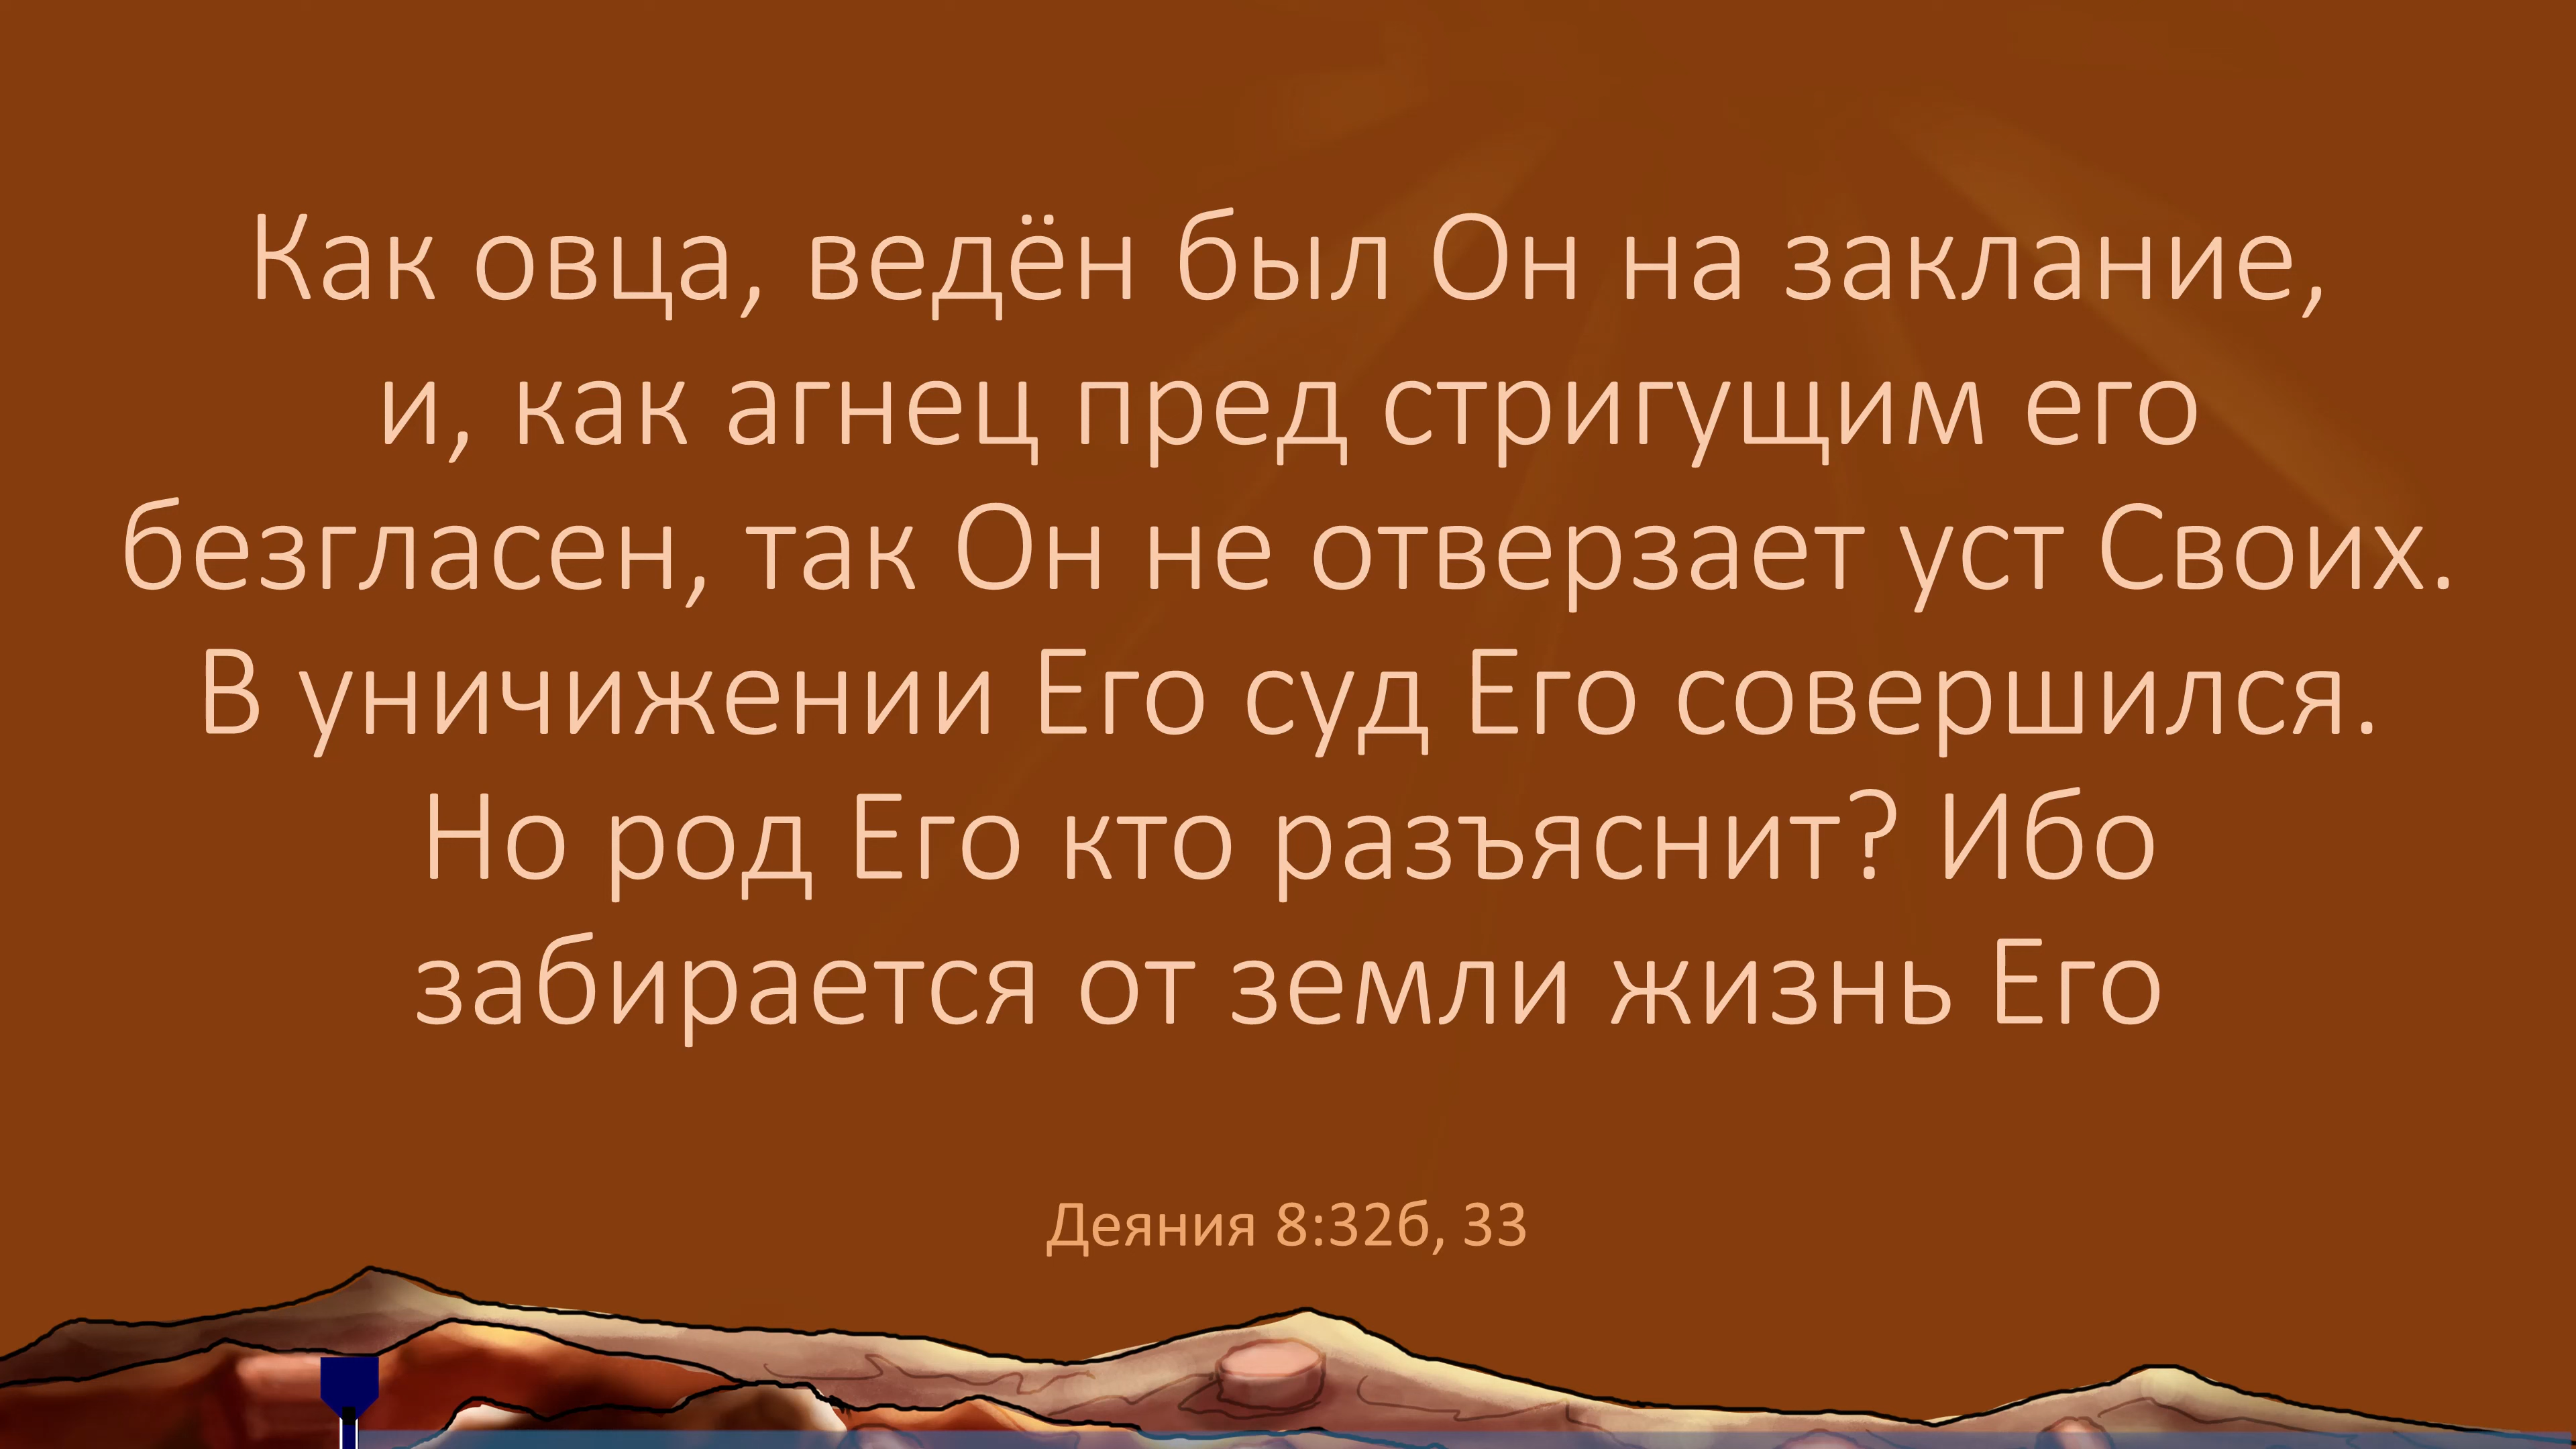 Как овца, ведён был Он на заклание,
и, как агнец пред стригущим его
безгласен, так Он не отверзает уст Своих.
В уничижении Его суд Его совершился.
Но род Его кто разъяснит? Ибо
забирается от земли жизнь Его
Деяния 8:32б, 33